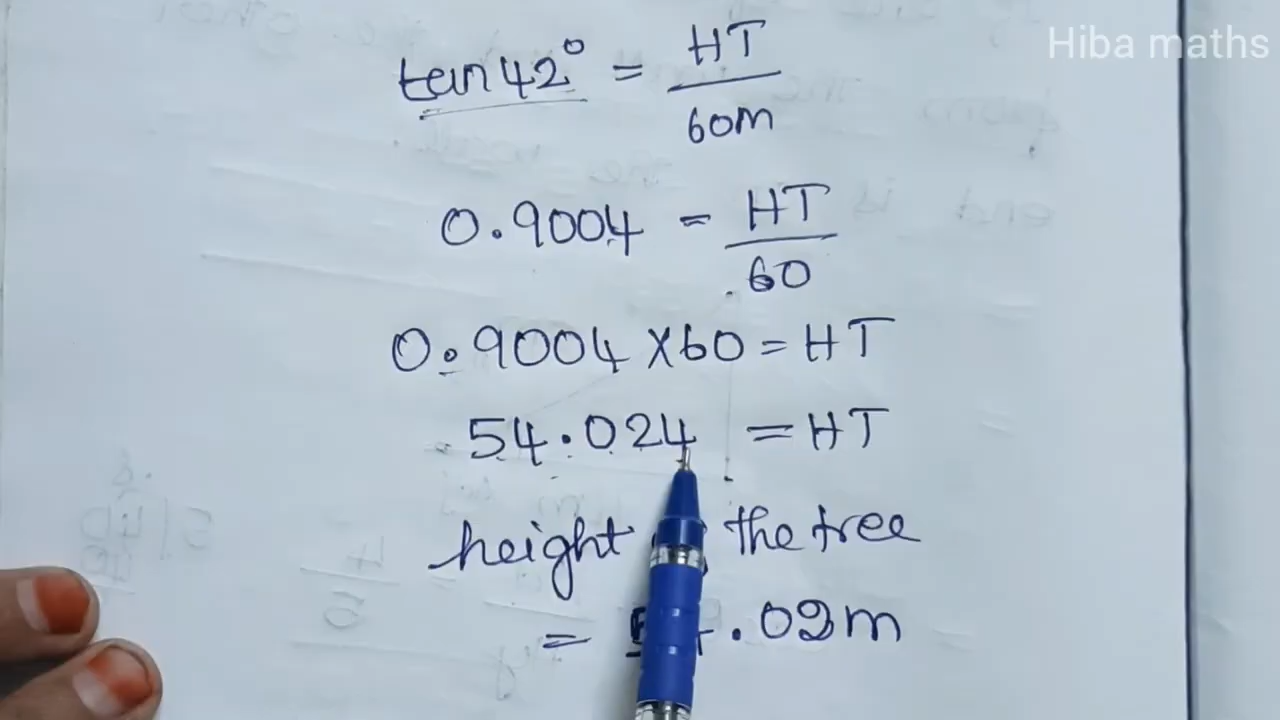 Hiba maths
tan 42° = HT / 60m
0.9004 = HT / 60
0.9004 × 60 = HT
54.024 = HT
height the tree
= .02m